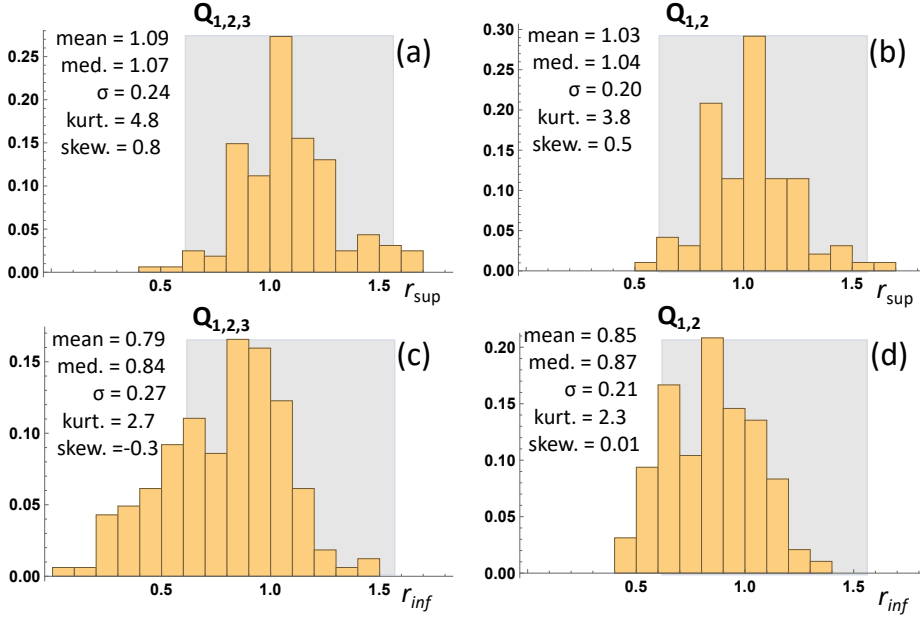 Q1,2,3
mean = 1.09
med. = 1.07
σ = 0.24
kurt. = 4.8
skew. = 0.8
(a)
0.25
0.20
0.15
0.10
0.05
0.00
0.5
1.0
1.5
rsup
Q1,2
mean = 1.03
med. = 1.04
σ = 0.20
kurt. = 3.8
skew. = 0.5
(b)
0.30
0.25
0.20
0.15
0.10
0.05
0.00
0.5
1.0
1.5
rsup
Q1,2,3
mean = 0.79
med. = 0.84
σ = 0.27
kurt. = 2.7
skew. =-0.3
(c)
0.15
0.10
0.05
0.00
0.5
1.0
1.5
rinf
Q1,2
mean = 0.85
med. = 0.87
σ = 0.21
kurt. = 2.3
skew. = 0.01
(d)
0.20
0.15
0.10
0.05
0.00
0.5
1.0
1.5
rinf